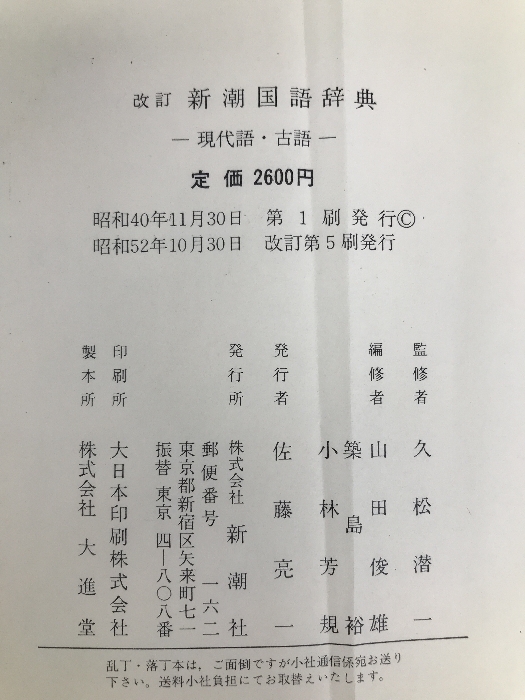 改訂 新潮国語辞典
―現代語・古語―
定価 2600円
昭和40年11月30日 第1刷発行©
昭和52年10月30日 改訂第5刷発行
監修者 久松潜一
編修者 山田俊雄
築島裕
小林芳規
発行者 佐藤亮一
発行所 株式会社 新潮社
郵便番号 一六二
東京都新宿区矢来町七一
振替 東京 四―八〇八番
印刷所 大日本印刷株式会社
製本所 株式会社 大進堂
乱丁・落丁本は，ご面倒ですが小社通信係宛お送り
下さい。送料小社負担にてお取替えいたします。